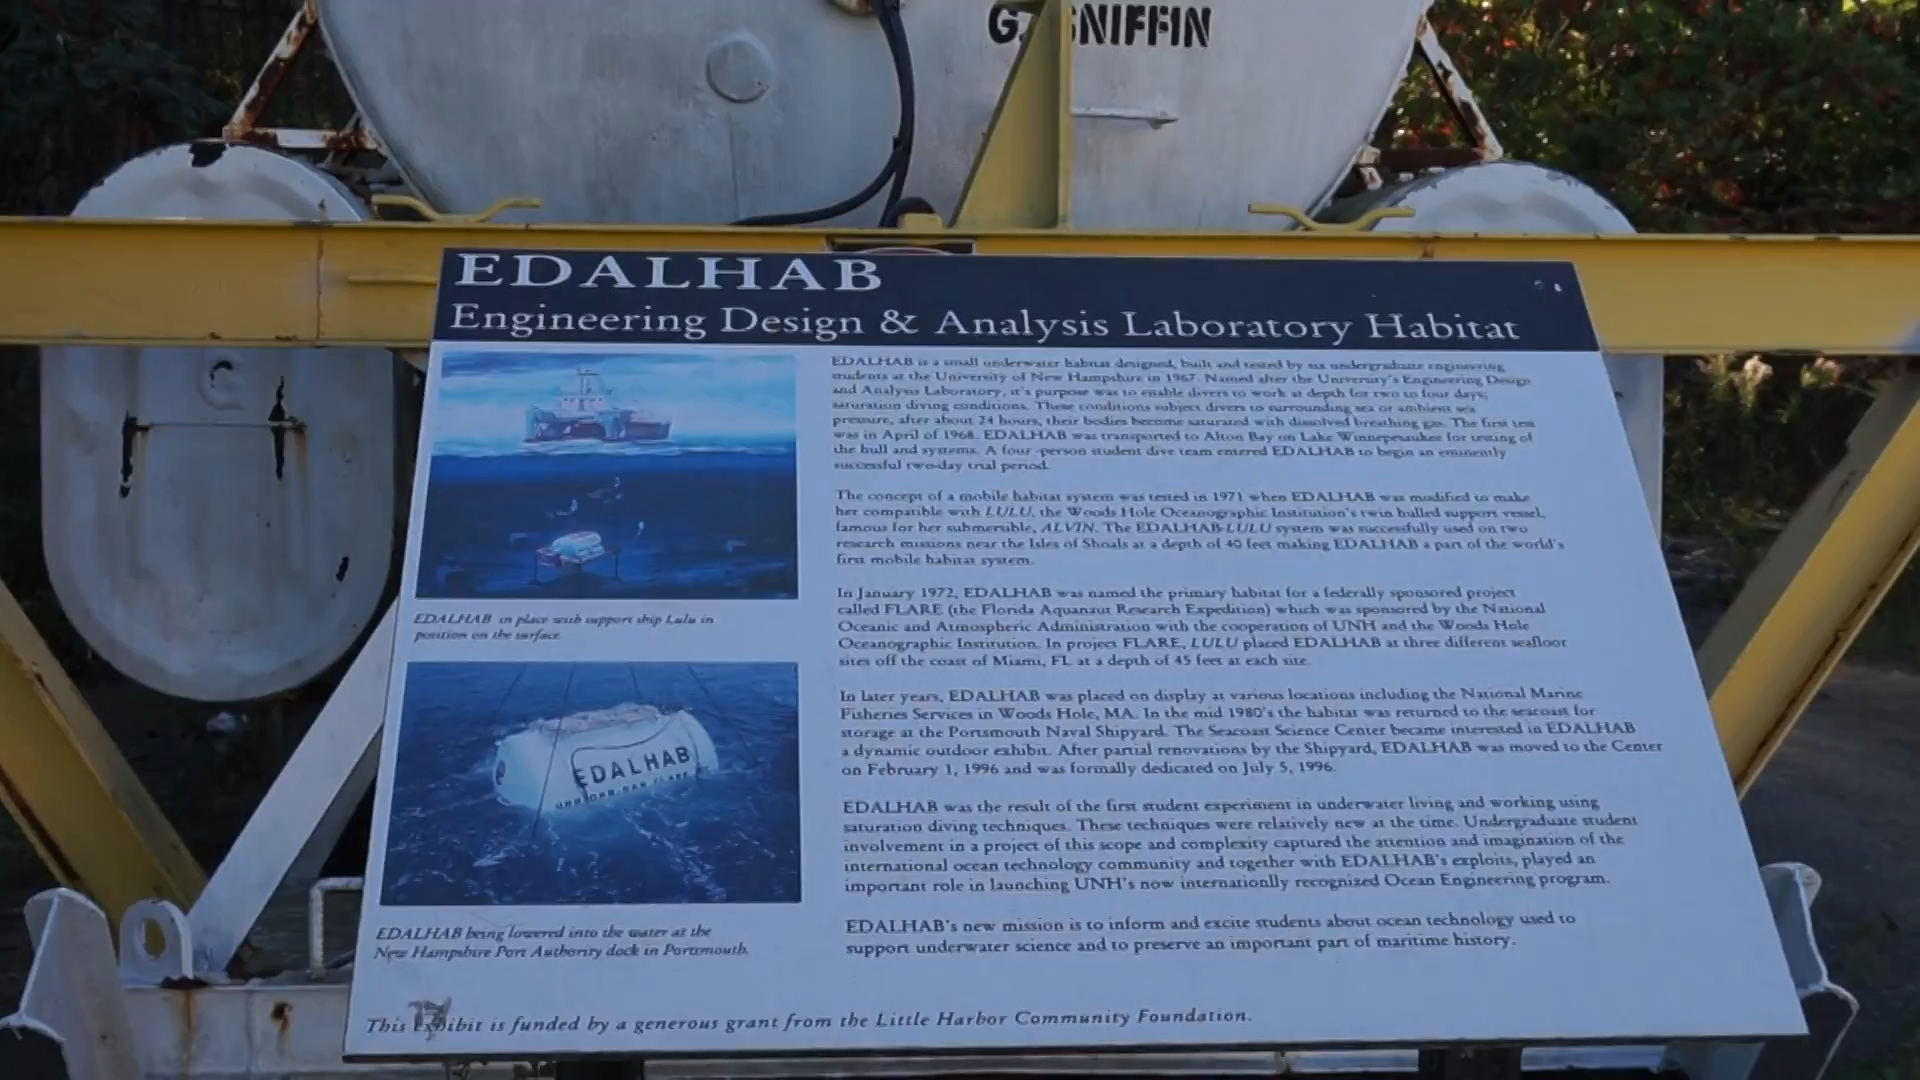 G. SNIFFIN
EDALHAB
Engineering Design & Analysis Laboratory Habitat
EDALHAB is a small underwater habitat designed, built and tested by six undergraduate engineering
students at the University of New Hampshire in 1967. Named after the University's Engineering Design
and Analysis Laboratory, it's purpose was to enable divers to work at depth for two to four days,
saturation diving conditions. These conditions subject divers to surrounding sea or ambient sea
pressure, after about 24 hours, their bodies become saturated with dissolved breathing gas. The first test
was in April of 1968. EDALHAB was transported to Alton Bay on Lake Winnepesaukee for testing of
the hull and systems. A four-person student dive team entered EDALHAB to begin an eminently
successful two-day trial period.
The concept of a mobile habitat system was tested in 1971 when EDALHAB was modified to make
her compatible with LULU, the Woods Hole Oceanographic Institution's twin hulled support vessel,
famous for her submersible, ALVIN. The EDALHAB-LULU system was successfully used on two
research missions near the Isles of Shoals at a depth of 40 feet making EDALHAB a part of the world's
first mobile habitat system.
In January 1972, EDALHAB was named the primary habitat for a federally sponsored project
called FLARE (the Florida Aquanaut Research Expedition) which was sponsored by the National
Oceanic and Atmospheric Administration with the cooperation of UNH and the Woods Hole
Oceanographic Institution. In project FLARE, LULU placed EDALHAB at three different seafloor
sites off the coast of Miami, FL at a depth of 45 feet at each site.
In later years, EDALHAB was placed on display at various locations including the National Marine
Fisheries Services in Woods Hole, MA. In the mid 1980's the habitat was returned to the seacoast for
storage at the Portsmouth Naval Shipyard. The Seacoast Science Center became interested in EDALHAB
a dynamic outdoor exhibit. After partial renovations by the Shipyard, EDALHAB was moved to the Center
on February 1, 1996 and was formally dedicated on July 5, 1996.
EDALHAB was the result of the first student experiment in underwater living and working using
saturation diving techniques. These techniques were relatively new at the time. Undergraduate student
involvement in a project of this scope and complexity captured the attention and imagination of the
international ocean technology community and together with EDALHAB's exploits, played an
important role in launching UNH's now internationlly recognized Ocean Engineering program.
EDALHAB's new mission is to inform and excite students about ocean technology used to
support underwater science and to preserve an important part of maritime history.
EDALHAB in place with support ship Lulu in
position on the surface.
EDALHAB
EDALHAB being lowered into the water at the
New Hampshire Port Authority dock in Portsmouth.
This exhibit is funded by a generous grant from the Little Harbor Community Foundation.